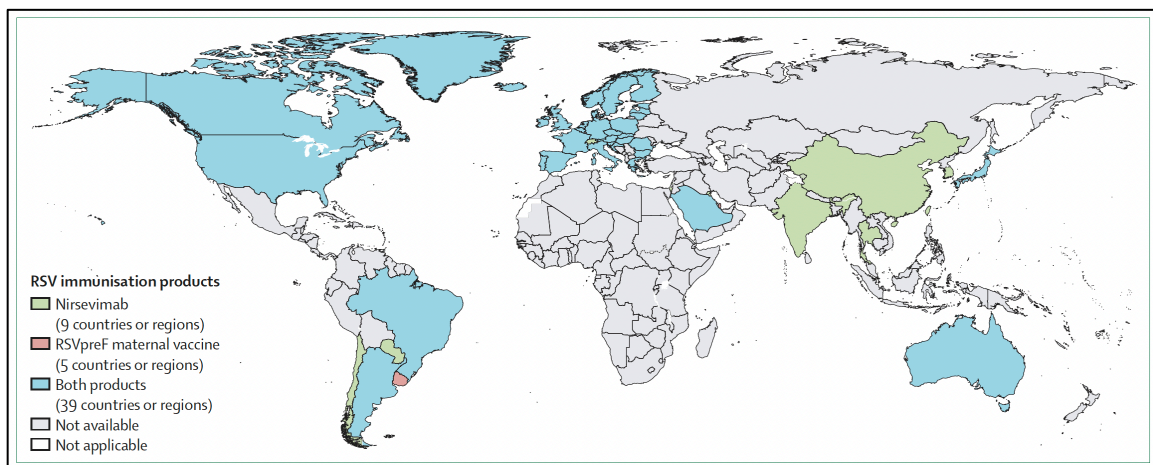 RSV immunisation products
Nirsevimab
(9 countries or regions)
RSVpreF maternal vaccine
(5 countries or regions)
Both products
(39 countries or regions)
Not available
Not applicable